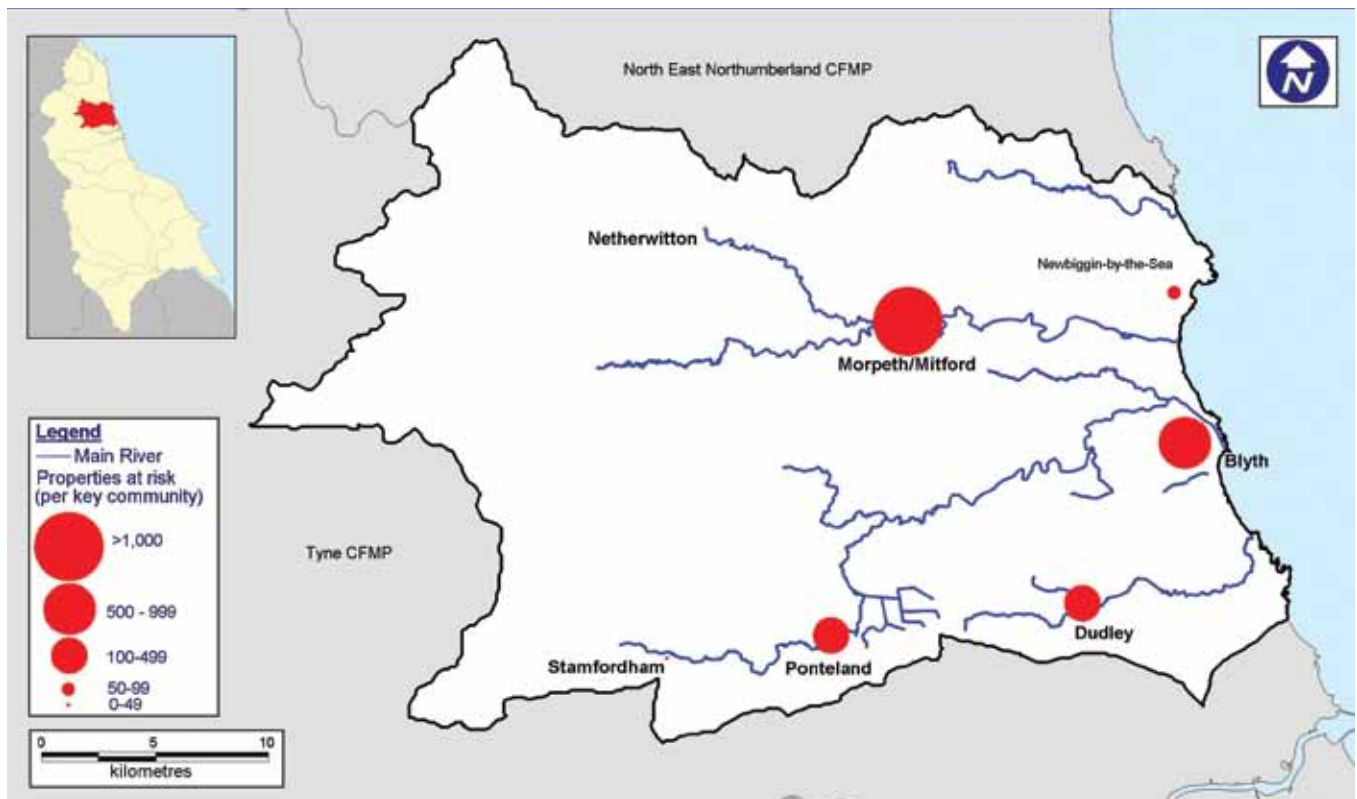 North East Northumberland CFMP
N
Netherwitton
Newbiggin-by-the-Sea
Morpeth/Mitford
Blyth
Tyne CFMP
Dudley
Stamfordham
Ponteland
Legend
Main River
Properties at risk
(per key community)
>1,000
500 - 999
100-499
50-99
0-49
0 5 10
kilometres